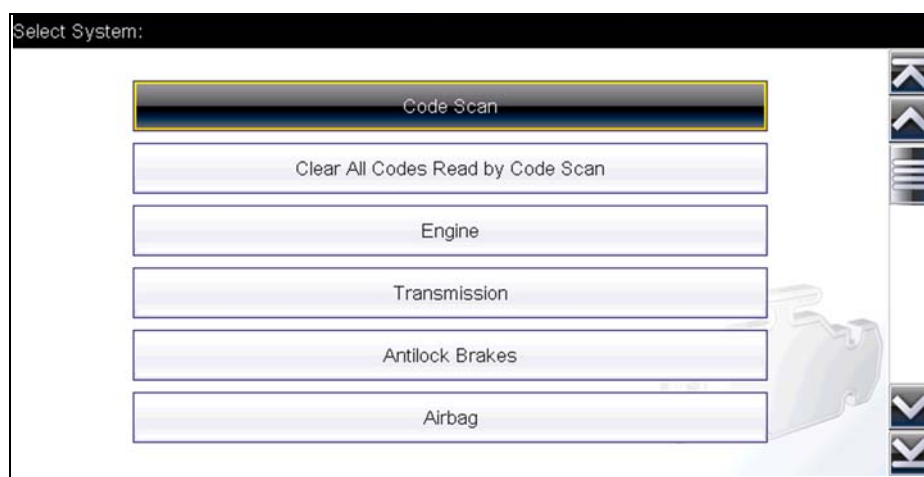 Select System:
Code Scan
Clear All Codes Read by Code Scan
Engine
Transmission
Antilock Brakes
Airbag